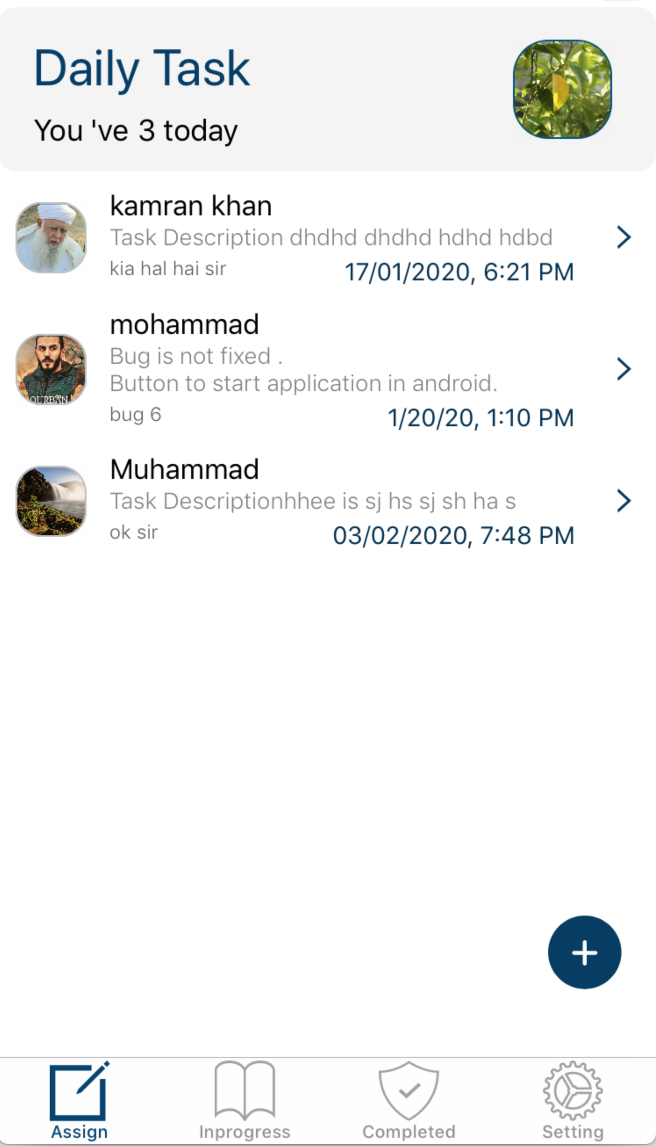 Daily Task
You 've 3 today
kamran khan
Task Description dhdhd dhdhd hdhd hdbd
kia hal hai sir
17/01/2020, 6:21 PM
mohammad
Bug is not fixed .
Button to start application in android.
bug 6
1/20/20, 1:10 PM
Muhammad
Task Descriptionhhee is sj hs sj sh ha s
ok sir
03/02/2020, 7:48 PM
Assign
Inprogress
Completed
Setting